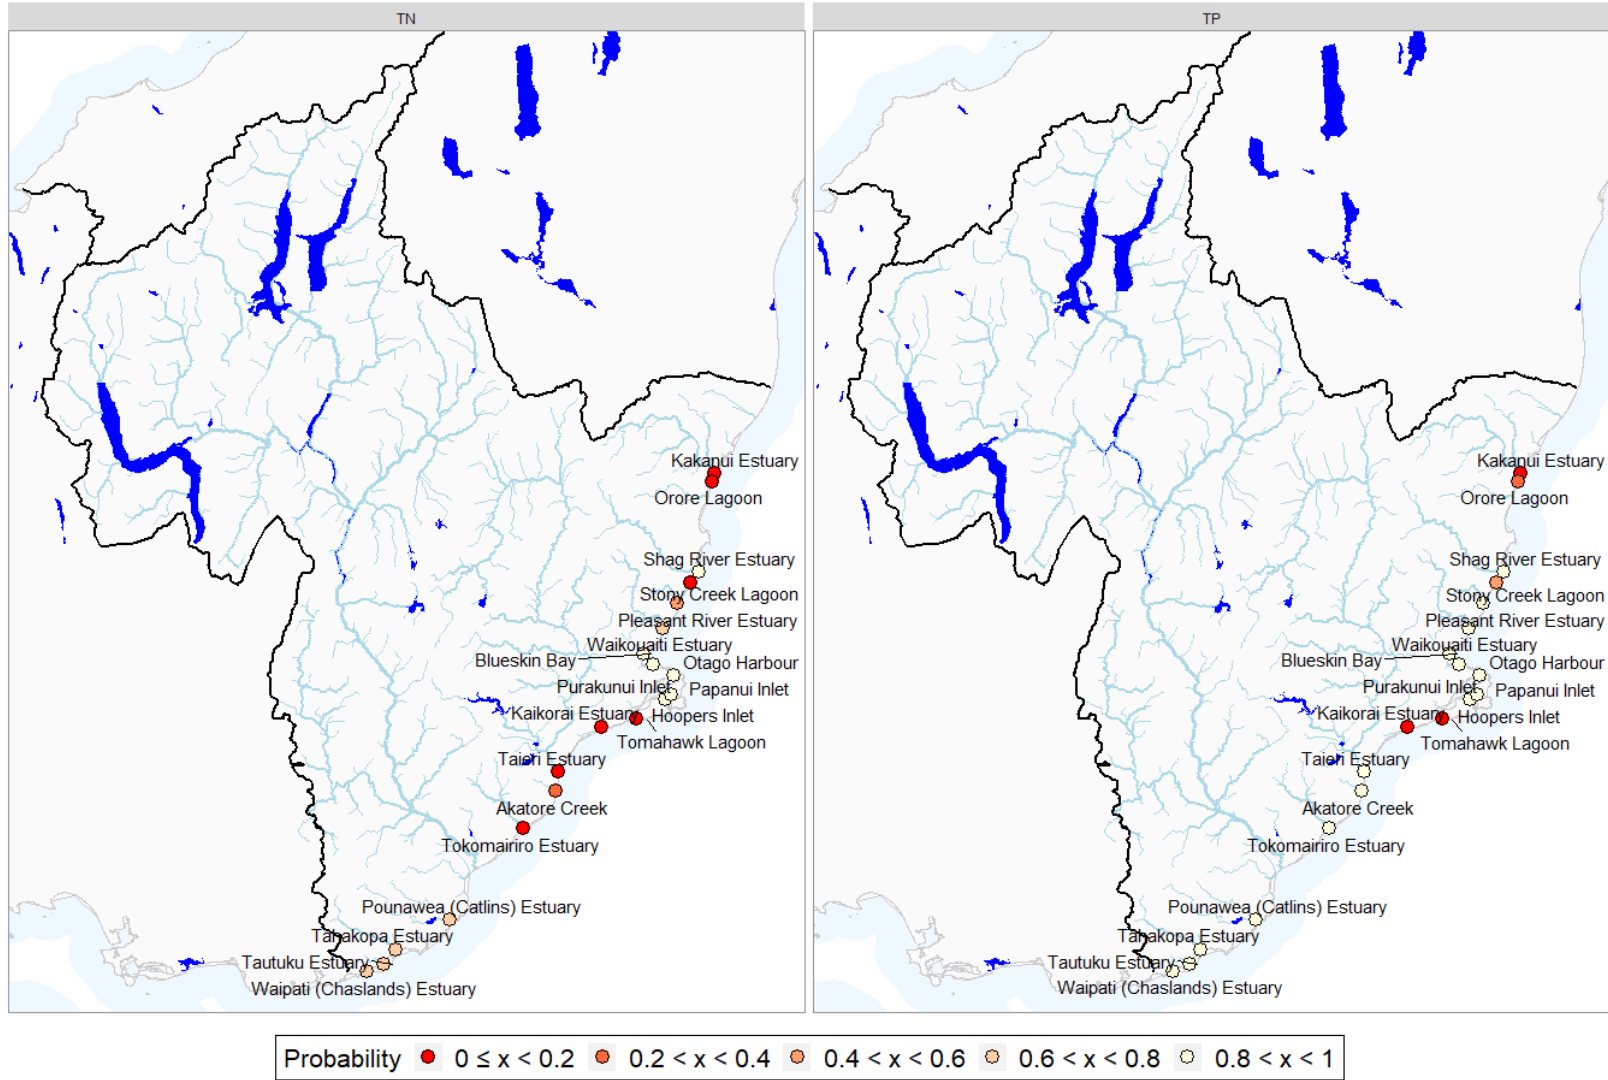 TN
Kakanui Estuary
Orore Lagoon
Shag River Estuary
Stony Creek Lagoon
Pleasant River Estuary
Waikouaiti Estuary
Blueskin Bay
Otago Harbour
Purakunui Inlet
Papanui Inlet
Kaikorai Estuary
Hoopers Inlet
Tomahawk Lagoon
Taieri Estuary
Akatore Creek
Tokomairiro Estuary
Pounawea (Catlins) Estuary
Tahakopa Estuary
Tautuku Estuary
Waipati (Chaslands) Estuary
TP
Kakanui Estuary
Orore Lagoon
Shag River Estuary
Stony Creek Lagoon
Pleasant River Estuary
Waikouaiti Estuary
Blueskin Bay
Otago Harbour
Purakunui Inlet
Papanui Inlet
Kaikorai Estuary
Hoopers Inlet
Tomahawk Lagoon
Taieri Estuary
Akatore Creek
Tokomairiro Estuary
Pounawea (Catlins) Estuary
Tahakopa Estuary
Tautuku Estuary
Waipati (Chaslands) Estuary
Probability 0 ≤ x < 0.2 0.2 < x < 0.4 0.4 < x < 0.6 0.6 < x < 0.8 0.8 < x < 1